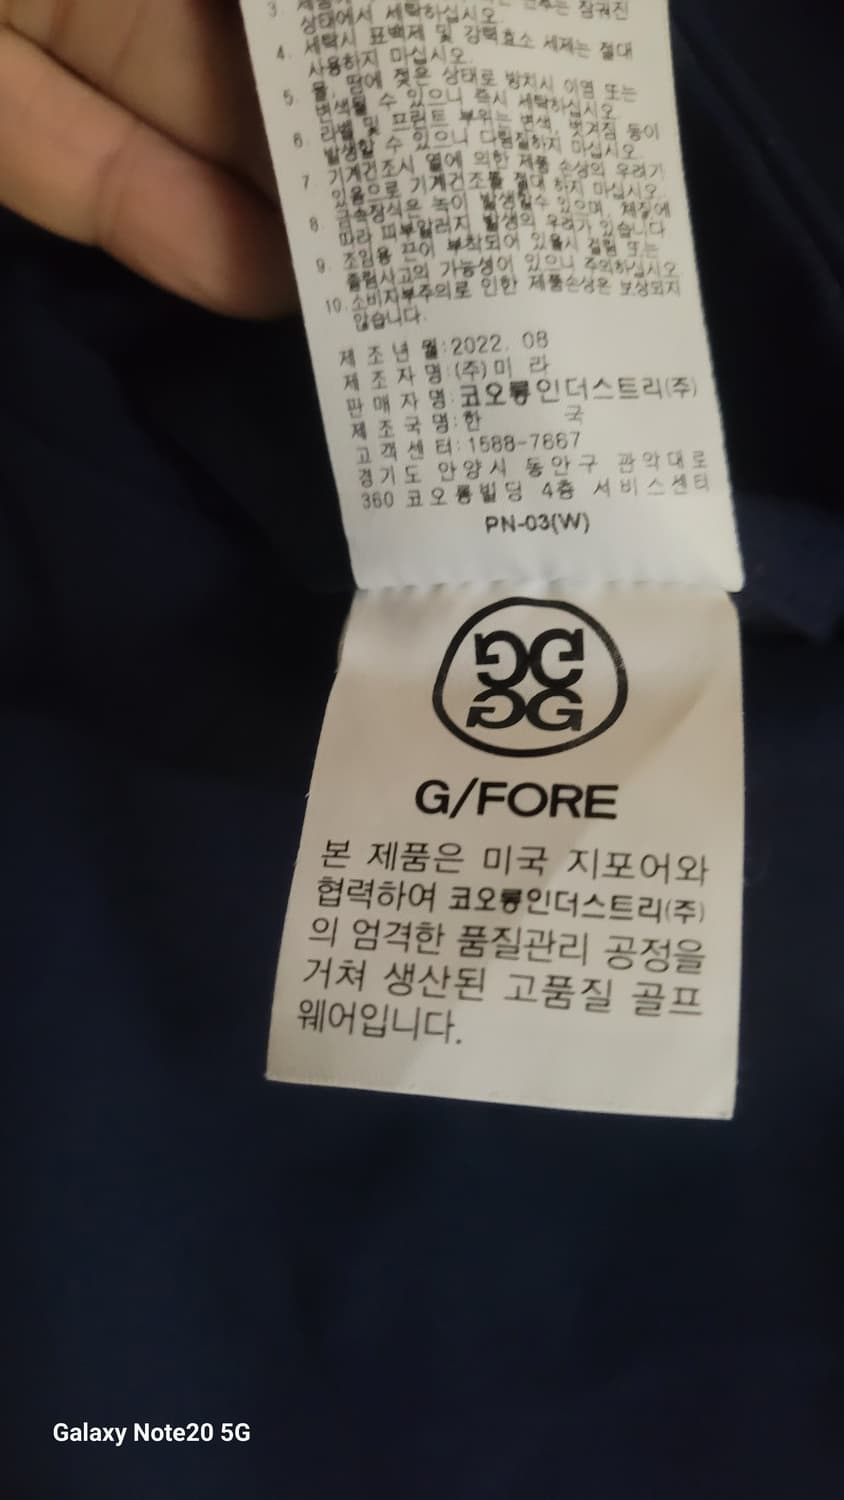 3. 제품 잠궈진
상태에서 세탁하십시오.
4. 세탁시 표백제 및 강력효소 세제는 절대
사용하지 마십시오.
5. 물, 땀에 젖은 상태로 방치시 이염 또는
변색될 수 있으니 즉시 세탁하십시오.
6. 라벨 및 프린트 부위는 변색, 벗겨짐 등이
발생할 수 있으니 다림질하지 마십시오.
7. 기계건조시 열에 의한 제품 손상의 우려가
있음으로 기계건조를 절대 하지 마십시오.
8. 금속장식은 녹이 발생할수 있으며, 체질에
따라 피부알러지 발생의 우려가 있습니다
9. 조임용 끈이 부착되어 있을시 걸림 또는
졸림사고의 가능성이 있으니 주의하십시오
10. 소비자부주의로 인한 제품손상은 보상되지
않습니다.
제 조 년 월:2022. 08
제 조 자 명:(주)미 라
판 매 자 명:코오롱인더스트리(주)
제 조 국 명:한 국
고 객 센 터:1588-7667
경기도 안양시 동안구 관악대로
360 코오롱빌딩 4층 서비스센터
PN-03(W)
G/FORE
본 제품은 미국 지포어와
협력하여 코오롱인더스트리(주)
의 엄격한 품질관리 공정을
거쳐 생산된 고품질 골프
웨어입니다.
Galaxy Note20 5G